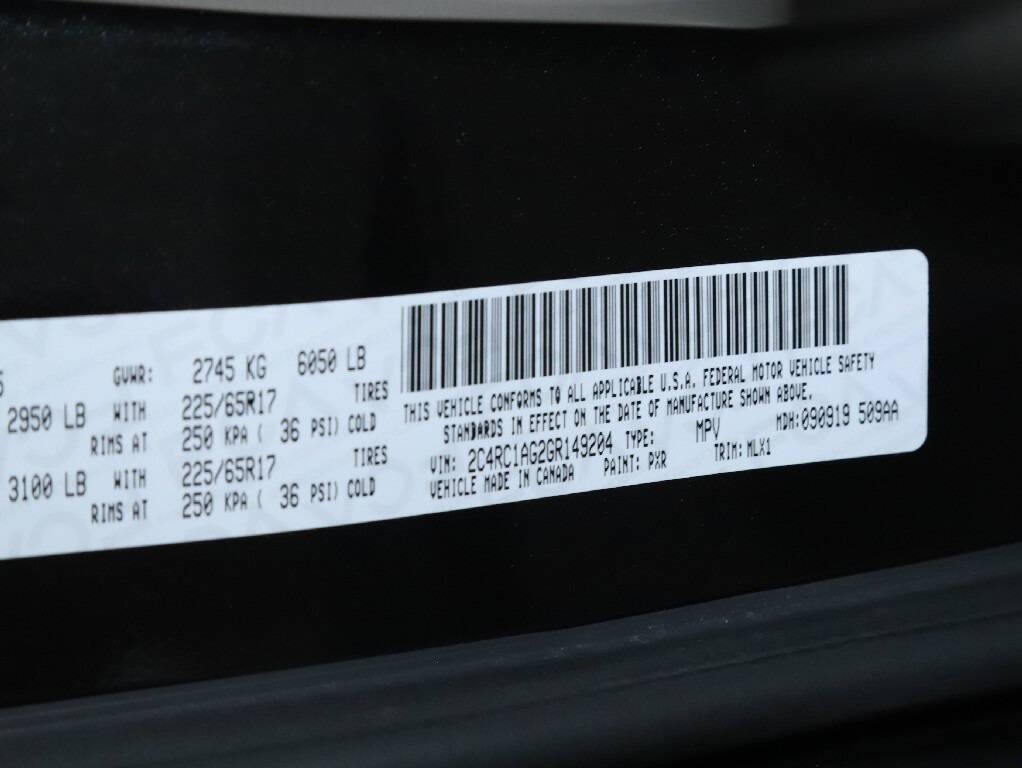 5
GVWR: 2745 KG 6050 LB
2950 LB WITH 225/65R17 TIRES
RIMS AT 250 KPA ( 36 PSI) COLD
3100 LB WITH 225/65R17 TIRES
RIMS AT 250 KPA ( 36 PSI) COLD
THIS VEHICLE CONFORMS TO ALL APPLICABLE U.S.A. FEDERAL MOTOR VEHICLE SAFETY
STANDARDS IN EFFECT ON THE DATE OF MANUFACTURE SHOWN ABOVE.
VIN: 2C4RC1AG2GR149204 TYPE: MPV MDH: 090919 509AA
VEHICLE MADE IN CANADA PAINT: PXR TRIM: MLX1